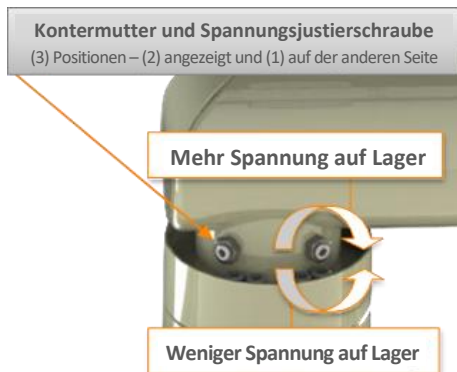 Kontermutter und Spannungsjustierschraube
(3) Positionen – (2) angezeigt und (1) auf der anderen Seite
Mehr Spannung auf Lager
Weniger Spannung auf Lager